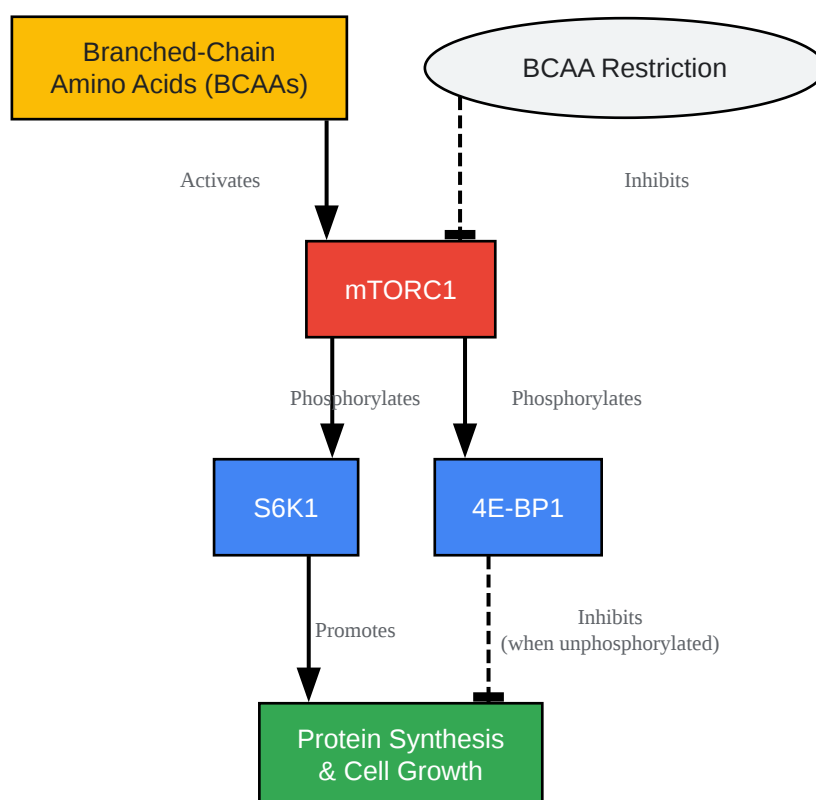 Branched-Chain
Amino Acids (BCAAs)
BCAA Restriction
Activates
Inhibits
mTORC1
Phosphorylates
Phosphorylates
S6K1
4E-BP1
Promotes
Inhibits
(when unphosphorylated)
Protein Synthesis
& Cell Growth